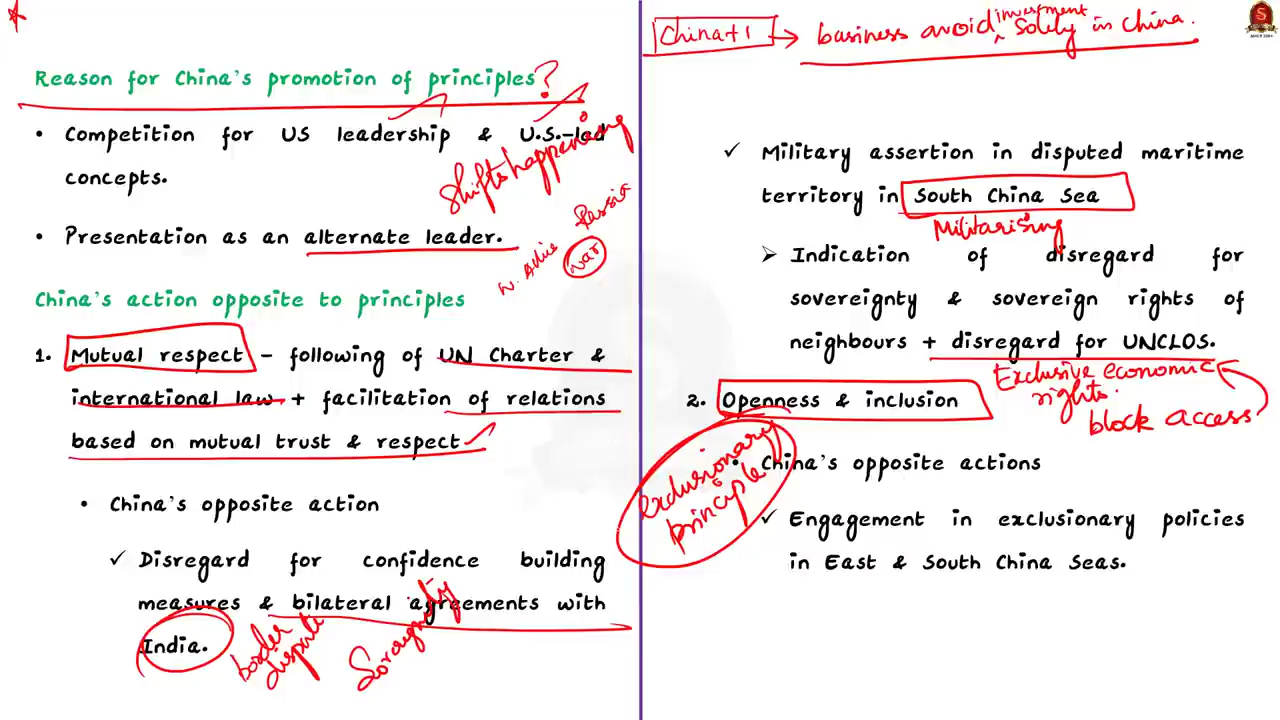 Reason for China's promotion of principles?
• Competition for US leadership & U.S.-led
concepts.
shifts happening
• Presentation as an alternate leader.
Russia
war
China's action opposite to principles
1. Mutual respect - following of UN Charter &
international law + facilitation of relations
based on mutual trust & respect
• China's opposite action
✓ Disregard for confidence building
measures & bilateral agreements with
India.
border
dispute
China+1 → business avoid investment solely in China.
✓ Military assertion in disputed maritime
territory in South China Sea
Militarising
➢ Indication of disregard for
sovereignty & sovereign rights of
neighbours + disregard for UNCLOS.
Exclusive economic
rights.
block access
2. Openness & inclusion
exclusionary
principle
• China's opposite actions
✓ Engagement in exclusionary policies
in East & South China Seas.